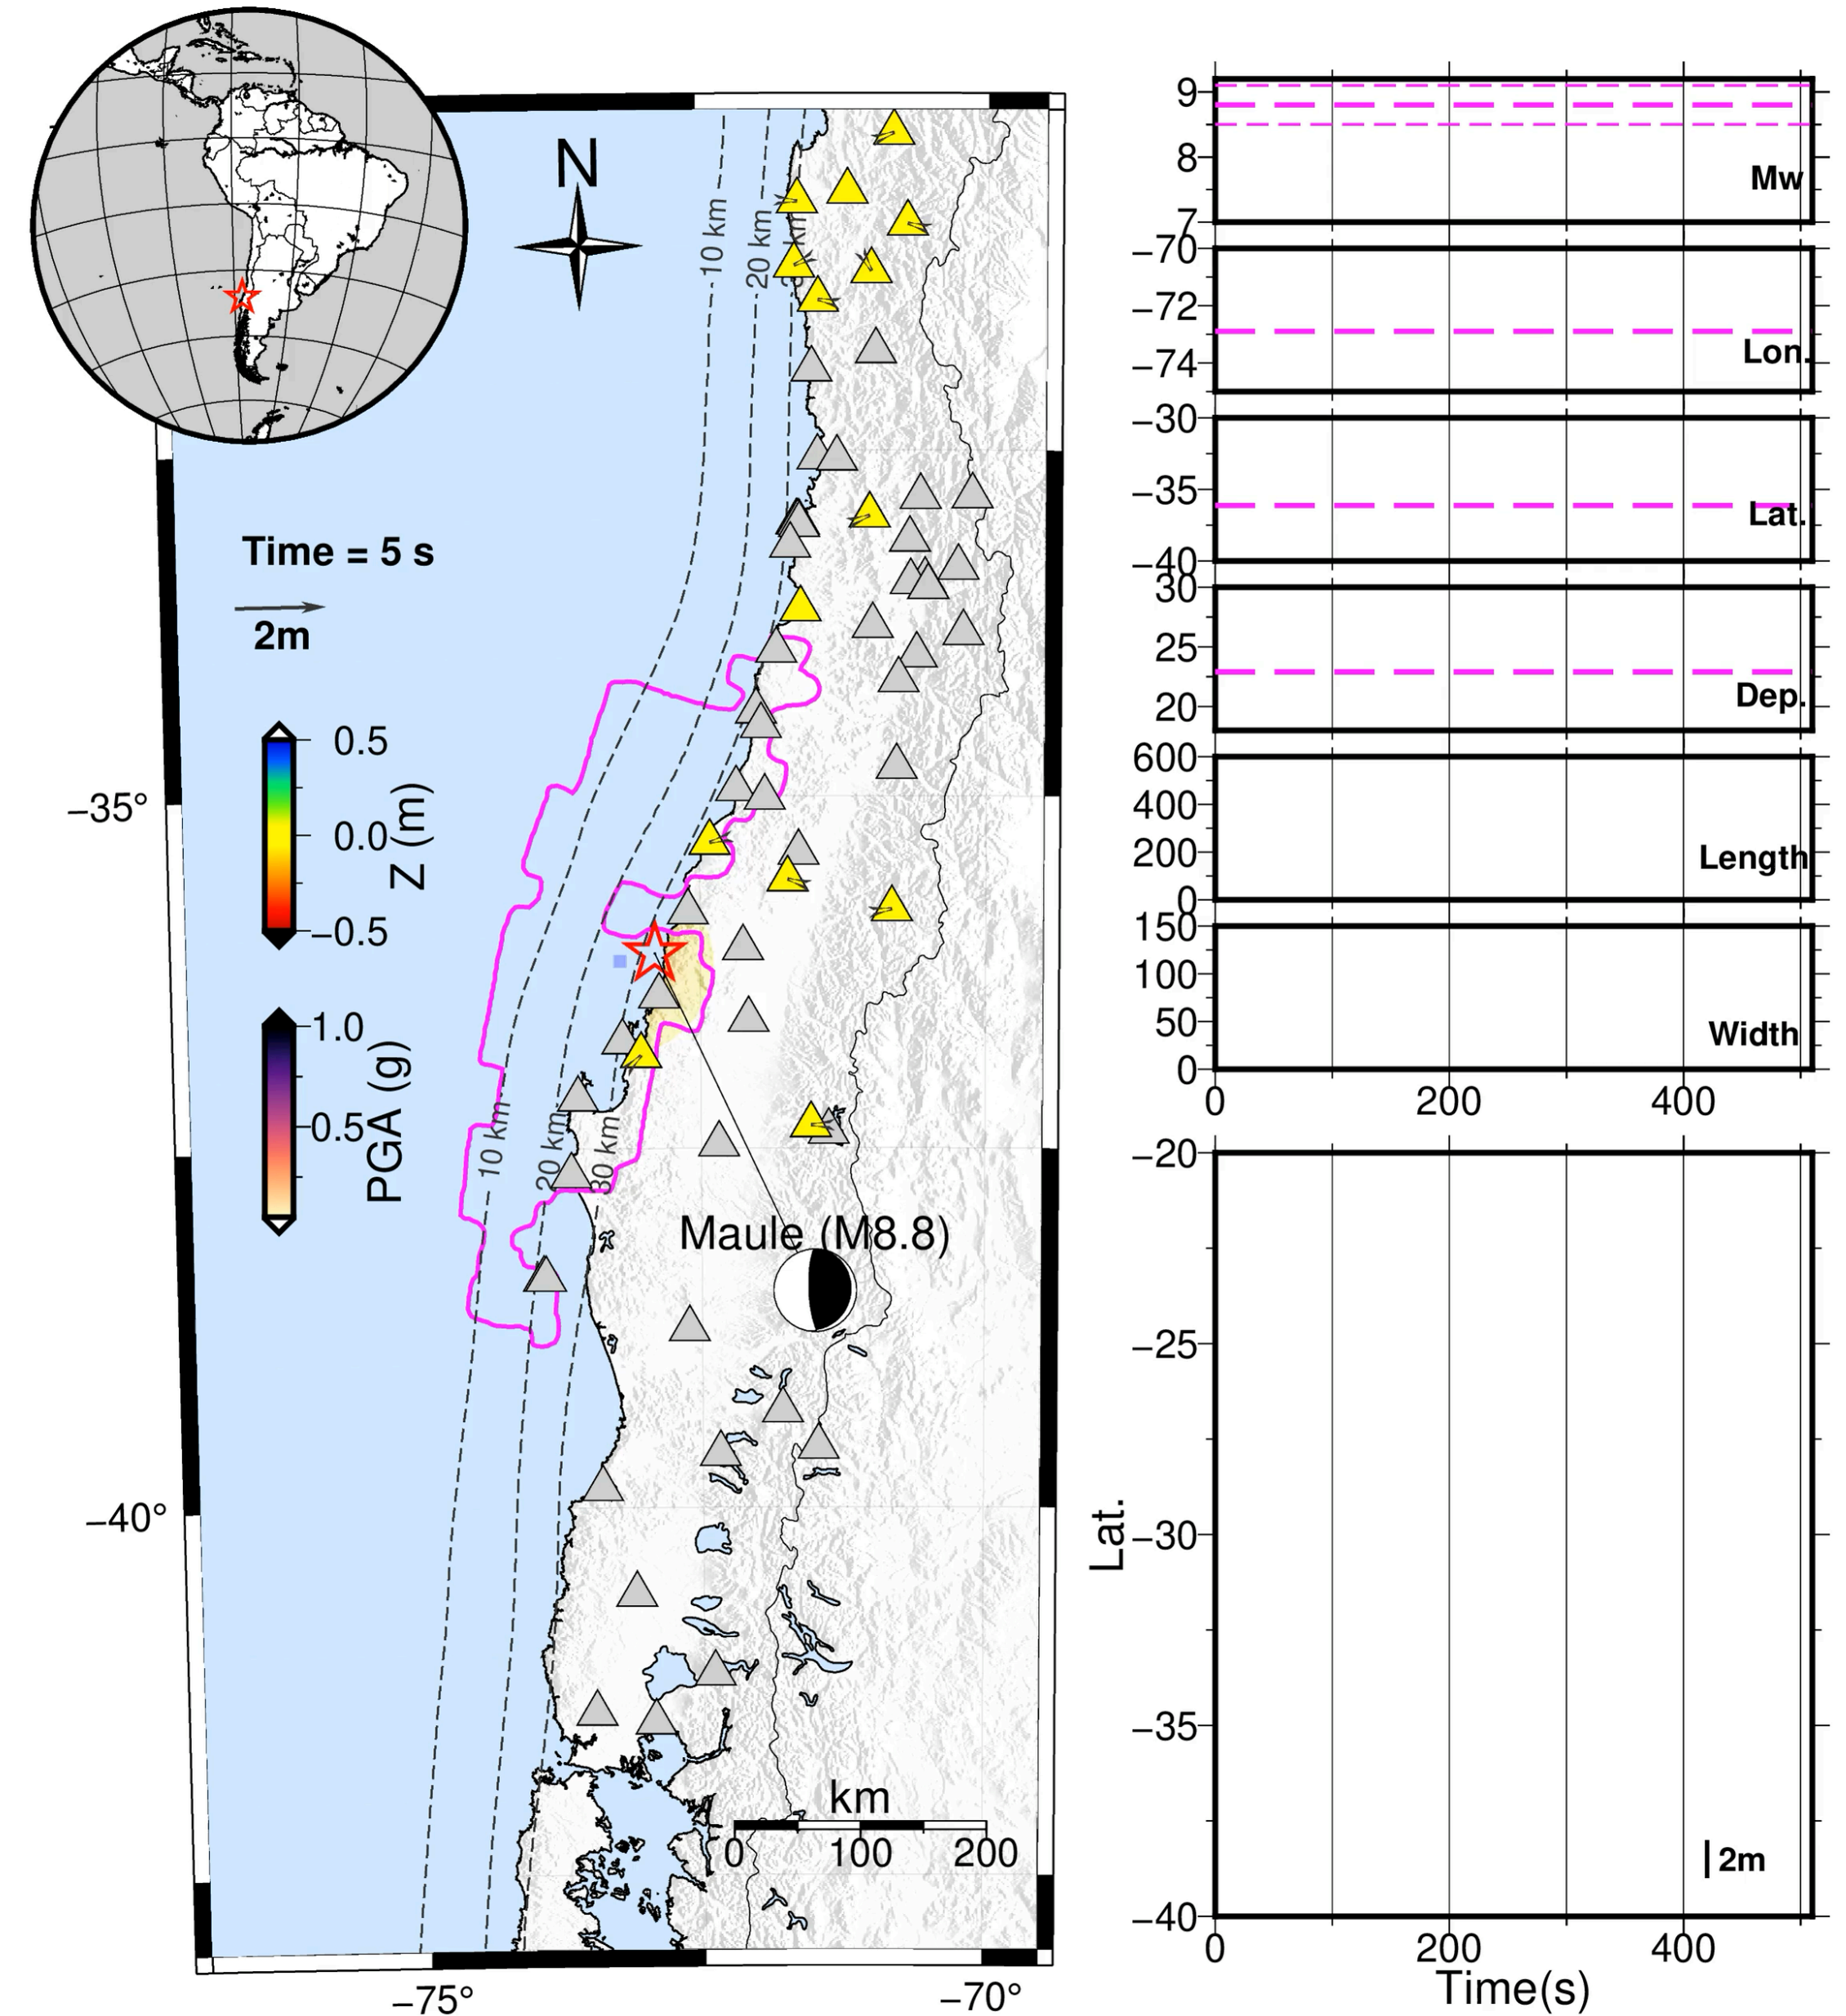 N
10 km
20 km
Time = 5 s
2m
0.5
0.0
−0.5
Z (m)
1.0
0.5
PGA (g)
−35°
−40°
10 km
20 km
30 km
Maule (M8.8)
km
0 100 200
−75° −70°
9
8
7
Mw
−70
−72
−74
Lon.
−30
−35
−40
Lat.
30
25
20
Dep.
600
400
200
0
Length
150
100
50
0
Width
0 200 400
−20
−25
−30
−35
−40
Lat.
2m
0 200 400
Time(s)